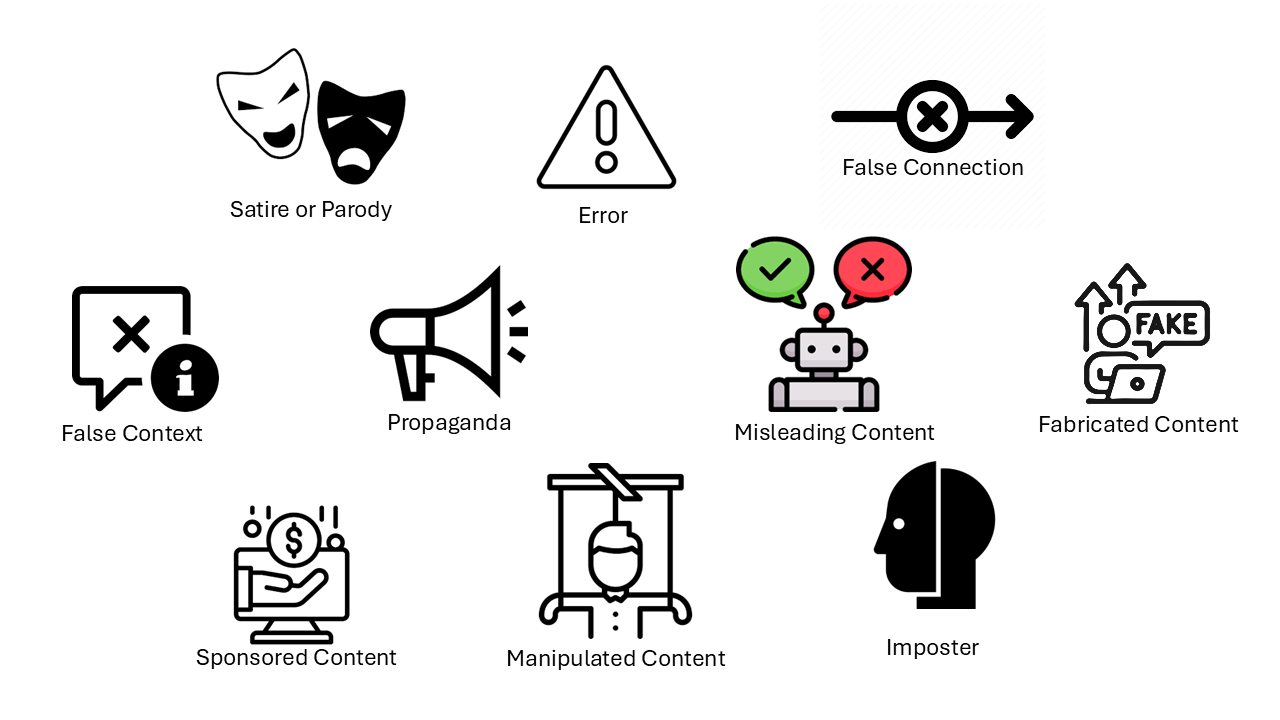 Satire or Parody
Error
False Connection
False Context
i
Propaganda
Misleading Content
FAKE
Fabricated Content
$
Sponsored Content
Manipulated Content
Imposter